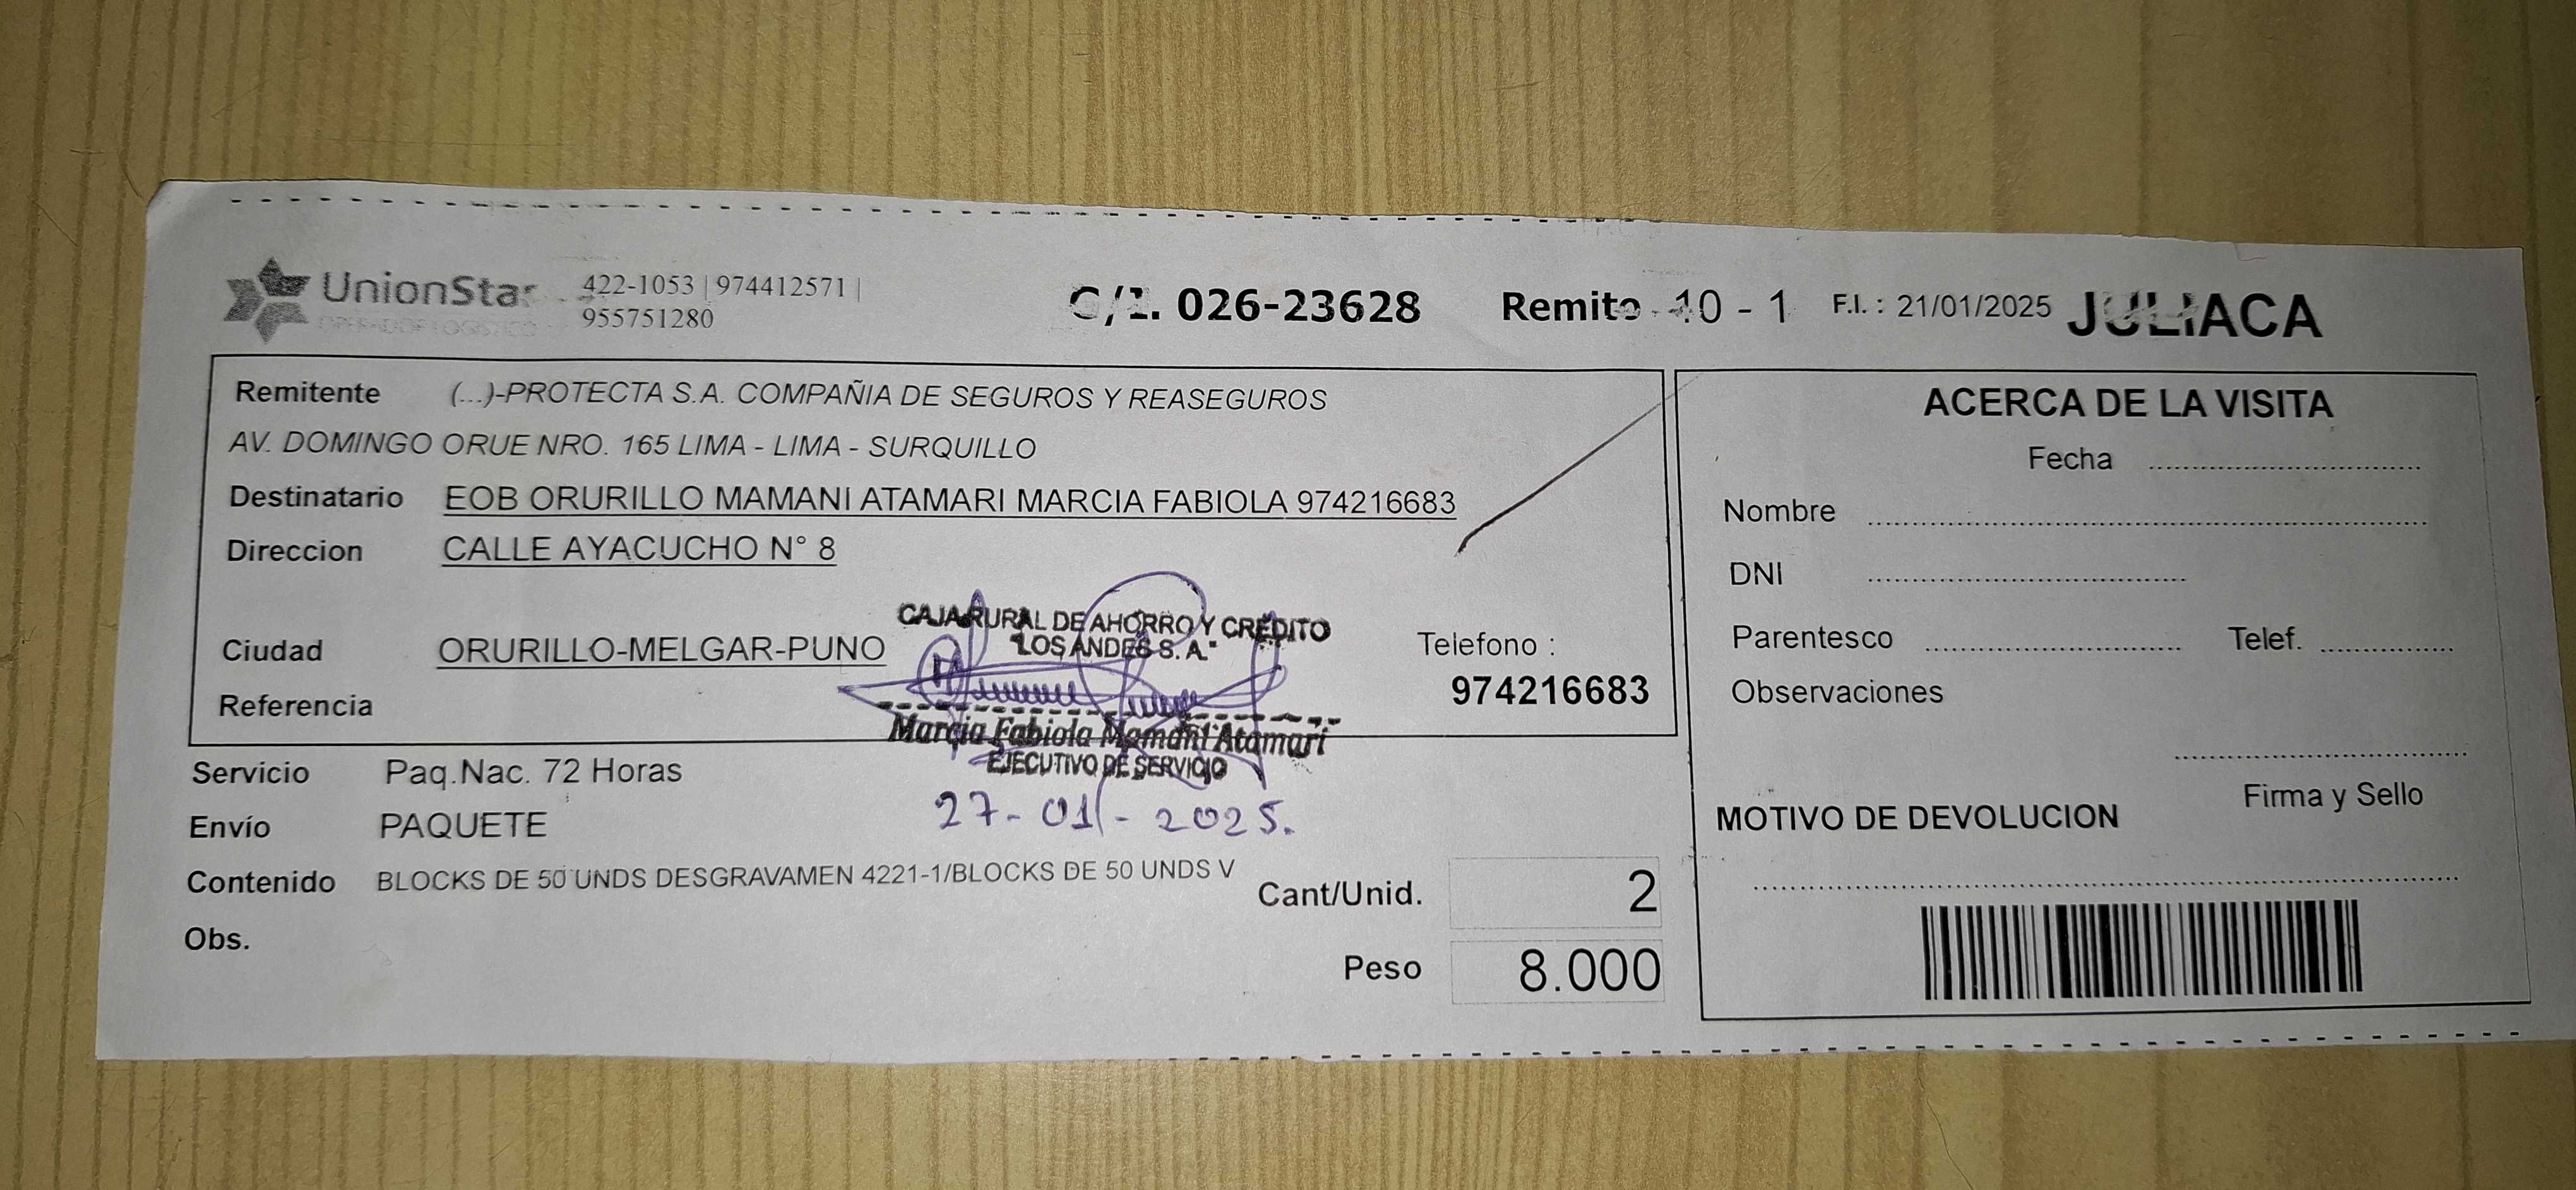 UnionStar
OPERADOR LOGISTICO
422-1053 | 974412571 |
955751280
G/I. 026-23628
Remito 40 - 1
F.I. : 21/01/2025
JULIACA
Remitente (...)-PROTECTA S.A. COMPAÑIA DE SEGUROS Y REASEGUROS
AV. DOMINGO ORUE NRO. 165 LIMA - LIMA - SURQUILLO
Destinatario EOB ORURILLO MAMANI ATAMARI MARCIA FABIOLA 974216683
Direccion CALLE AYACUCHO N° 8
Ciudad ORURILLO-MELGAR-PUNO
Telefono :
974216683
Referencia
CAJA RURAL DE AHORRO Y CREDITO
"LOS ANDES S.A."
Marcia Fabiola Mamani Atamari
EJECUTIVO DE SERVICIO
27-01-2025.
Servicio Paq.Nac. 72 Horas
Envío PAQUETE
Contenido BLOCKS DE 50 UNDS DESGRAVAMEN 4221-1/BLOCKS DE 50 UNDS V
Obs.
Cant/Unid. 2
Peso 8.000
ACERCA DE LA VISITA
Fecha
Nombre
DNI
Parentesco Telef.
Observaciones
Firma y Sello
MOTIVO DE DEVOLUCION